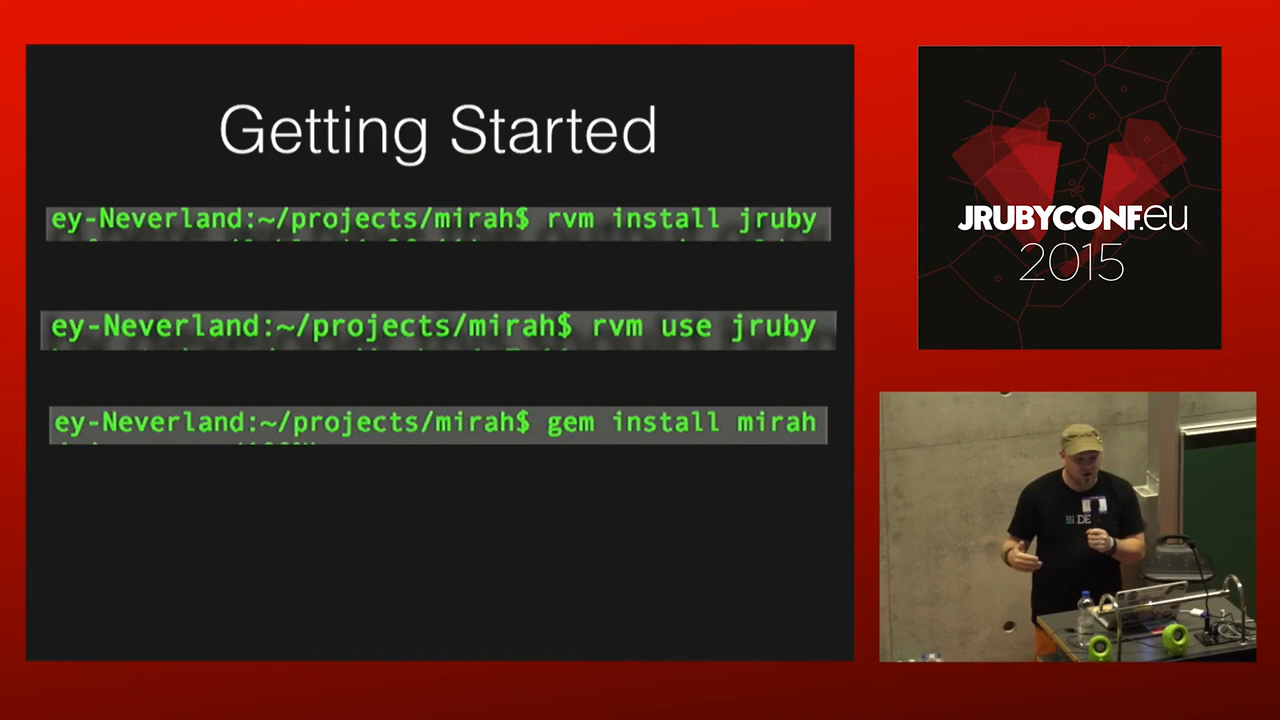 Getting Started
ey-Neverland:~/projects/mirah$ rvm install jruby
ey-Neverland:~/projects/mirah$ rvm use jruby
ey-Neverland:~/projects/mirah$ gem install mirah
JRUBYCONF.eu
2015